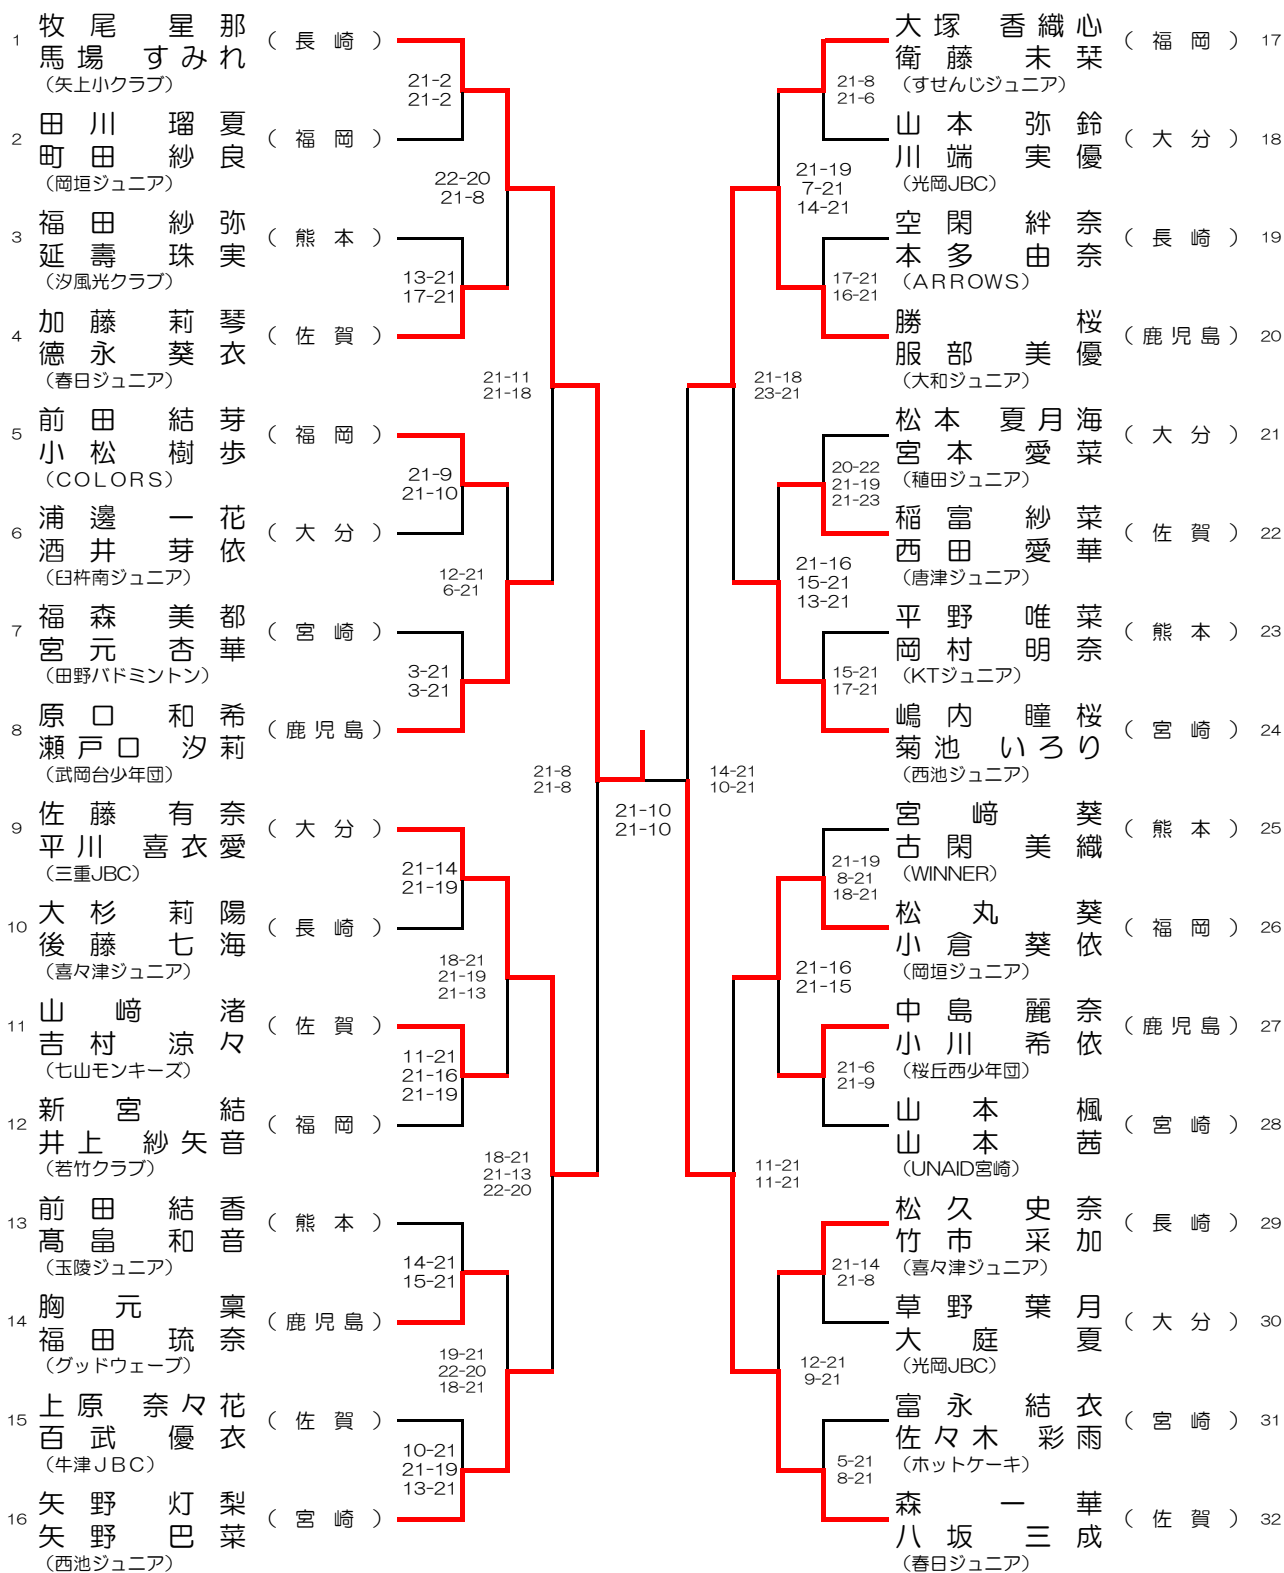 1 牧尾 星那 (長崎)
馬場 すみれ
(矢上小クラブ)
21-2
21-2
2 田川 瑠夏 (福岡)
町田 紗良
(岡垣ジュニア)
22-20
21-8
3 福田 紗弥 (熊本)
延壽 珠実
(汐風光クラブ)
13-21
17-21
4 加藤 莉琴 (佐賀)
德永 葵衣
(春日ジュニア)
21-11
21-18
5 前田 結芽 (福岡)
小松 樹歩
(COLORS)
21-9
21-10
6 浦邊 一花 (大分)
酒井 芽依
(臼杵南ジュニア)
12-21
6-21
7 福森 美都 (宮崎)
宮元 杏華
(田野バドミントン)
3-21
3-21
8 原口 和希 (鹿児島)
瀬戸口 汐莉
(武岡台少年団)
21-8
21-8
9 佐藤 有奈 (大分)
平川 喜衣愛
(三重JBC)
21-14
21-19
10 大杉 莉陽 (長崎)
後藤 七海
(喜々津ジュニア)
18-21
21-19
21-13
11 山﨑 渚 (佐賀)
吉村 涼々
(七山モンキーズ)
11-21
21-16
21-19
12 新宮 結 (福岡)
井上 紗矢音
(若竹クラブ)
18-21
21-13
22-20
13 前田 結香 (熊本)
髙畠 和音
(玉陵ジュニア)
14-21
15-21
14 胸元 稟 (鹿児島)
福田 琉奈
(グッドウェーブ)
19-21
22-20
18-21
15 上原 奈々花 (佐賀)
百武 優衣
(牛津JBC)
10-21
21-19
13-21
16 矢野 灯梨 (宮崎)
矢野 巴菜
(西池ジュニア)
21-10
21-10
大塚 香織心 (福岡) 17
衛藤 未栞
(すせんじジュニア)
21-8
21-6
山本 弥鈴 (大分) 18
川端 実優
(光岡JBC)
21-19
7-21
14-21
空閑 絆奈 (長崎) 19
本多 由奈
(ARROWS)
17-21
16-21
勝 桜 (鹿児島) 20
服部 美優
(大和ジュニア)
21-18
23-21
松本 夏月海 (大分) 21
宮本 愛菜
(稙田ジュニア)
20-22
21-19
21-23
稲富 紗菜 (佐賀) 22
西田 愛華
(唐津ジュニア)
21-16
15-21
13-21
平野 唯菜 (熊本) 23
岡村 明奈
(KTジュニア)
15-21
17-21
嶋内 瞳桜 (宮崎) 24
菊池 いろり
(西池ジュニア)
14-21
10-21
宮﨑 葵 (熊本) 25
古閑 美織
(WINNER)
21-19
8-21
18-21
松丸 葵 (福岡) 26
小倉 葵依
(岡垣ジュニア)
21-16
21-15
中島 麗奈 (鹿児島) 27
小川 希依
(桜丘西少年団)
21-6
21-9
山本 楓 (宮崎) 28
山本 茜
(UNAID宮崎)
11-21
11-21
松久 史奈 (長崎) 29
竹市 采加
(喜々津ジュニア)
21-14
21-8
草野 葉月 (大分) 30
大庭 夏
(光岡JBC)
12-21
9-21
富永 結衣 (宮崎) 31
佐々木 彩雨
(ホットケーキ)
5-21
8-21
森 一華 (佐賀) 32
八坂 三成
(春日ジュニア)